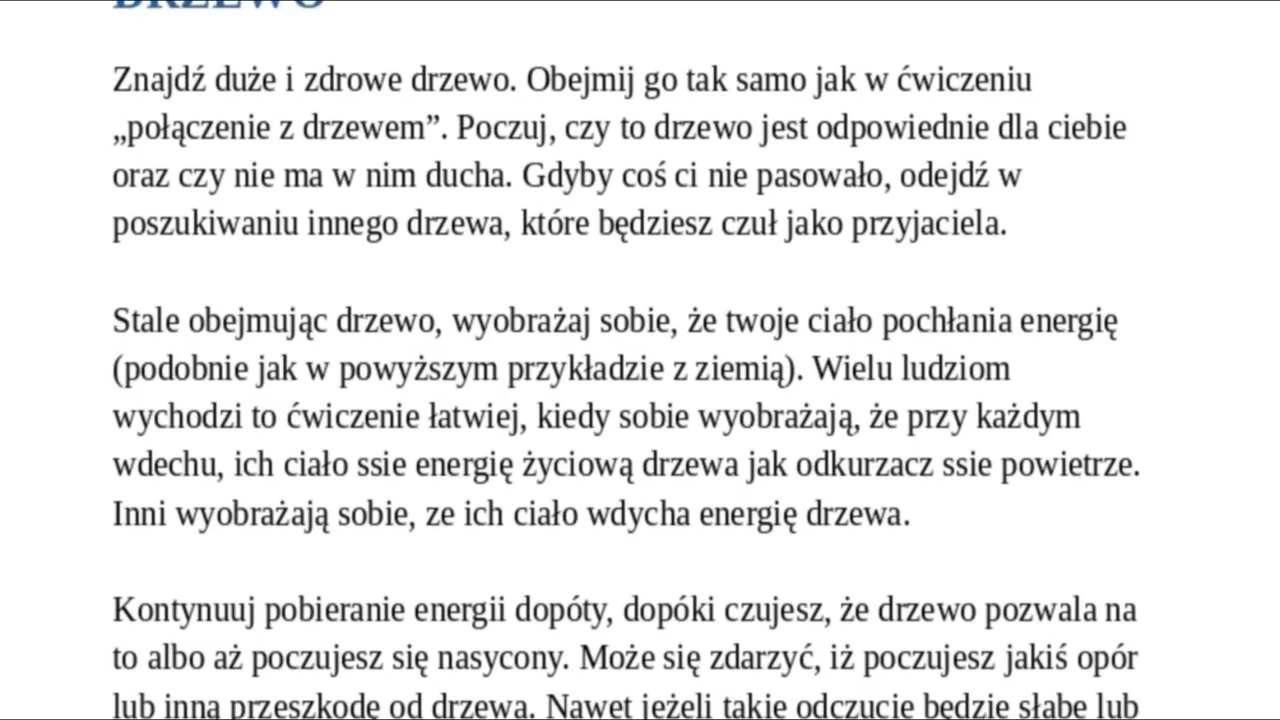 DRZEWO
Znajdź duże i zdrowe drzewo. Obejmij go tak samo jak w ćwiczeniu
„połączenie z drzewem”. Poczuj, czy to drzewo jest odpowiednie dla ciebie
oraz czy nie ma w nim ducha. Gdyby coś ci nie pasowało, odejdź w
poszukiwaniu innego drzewa, które będziesz czuł jako przyjaciela.
Stale obejmując drzewo, wyobrażaj sobie, że twoje ciało pochłania energię
(podobnie jak w powyższym przykładzie z ziemią). Wielu ludziom
wychodzi to ćwiczenie łatwiej, kiedy sobie wyobrażają, że przy każdym
wdechu, ich ciało ssie energię życiową drzewa jak odkurzacz ssie powietrze.
Inni wyobrażają sobie, ze ich ciało wdycha energię drzewa.
Kontynuuj pobieranie energii dopóty, dopóki czujesz, że drzewo pozwala na
to albo aż poczujesz się nasycony. Może się zdarzyć, iż poczujesz jakiś opór
lub inną przeszkodę od drzewa. Nawet jeżeli takie odczucie będzie słabe lub